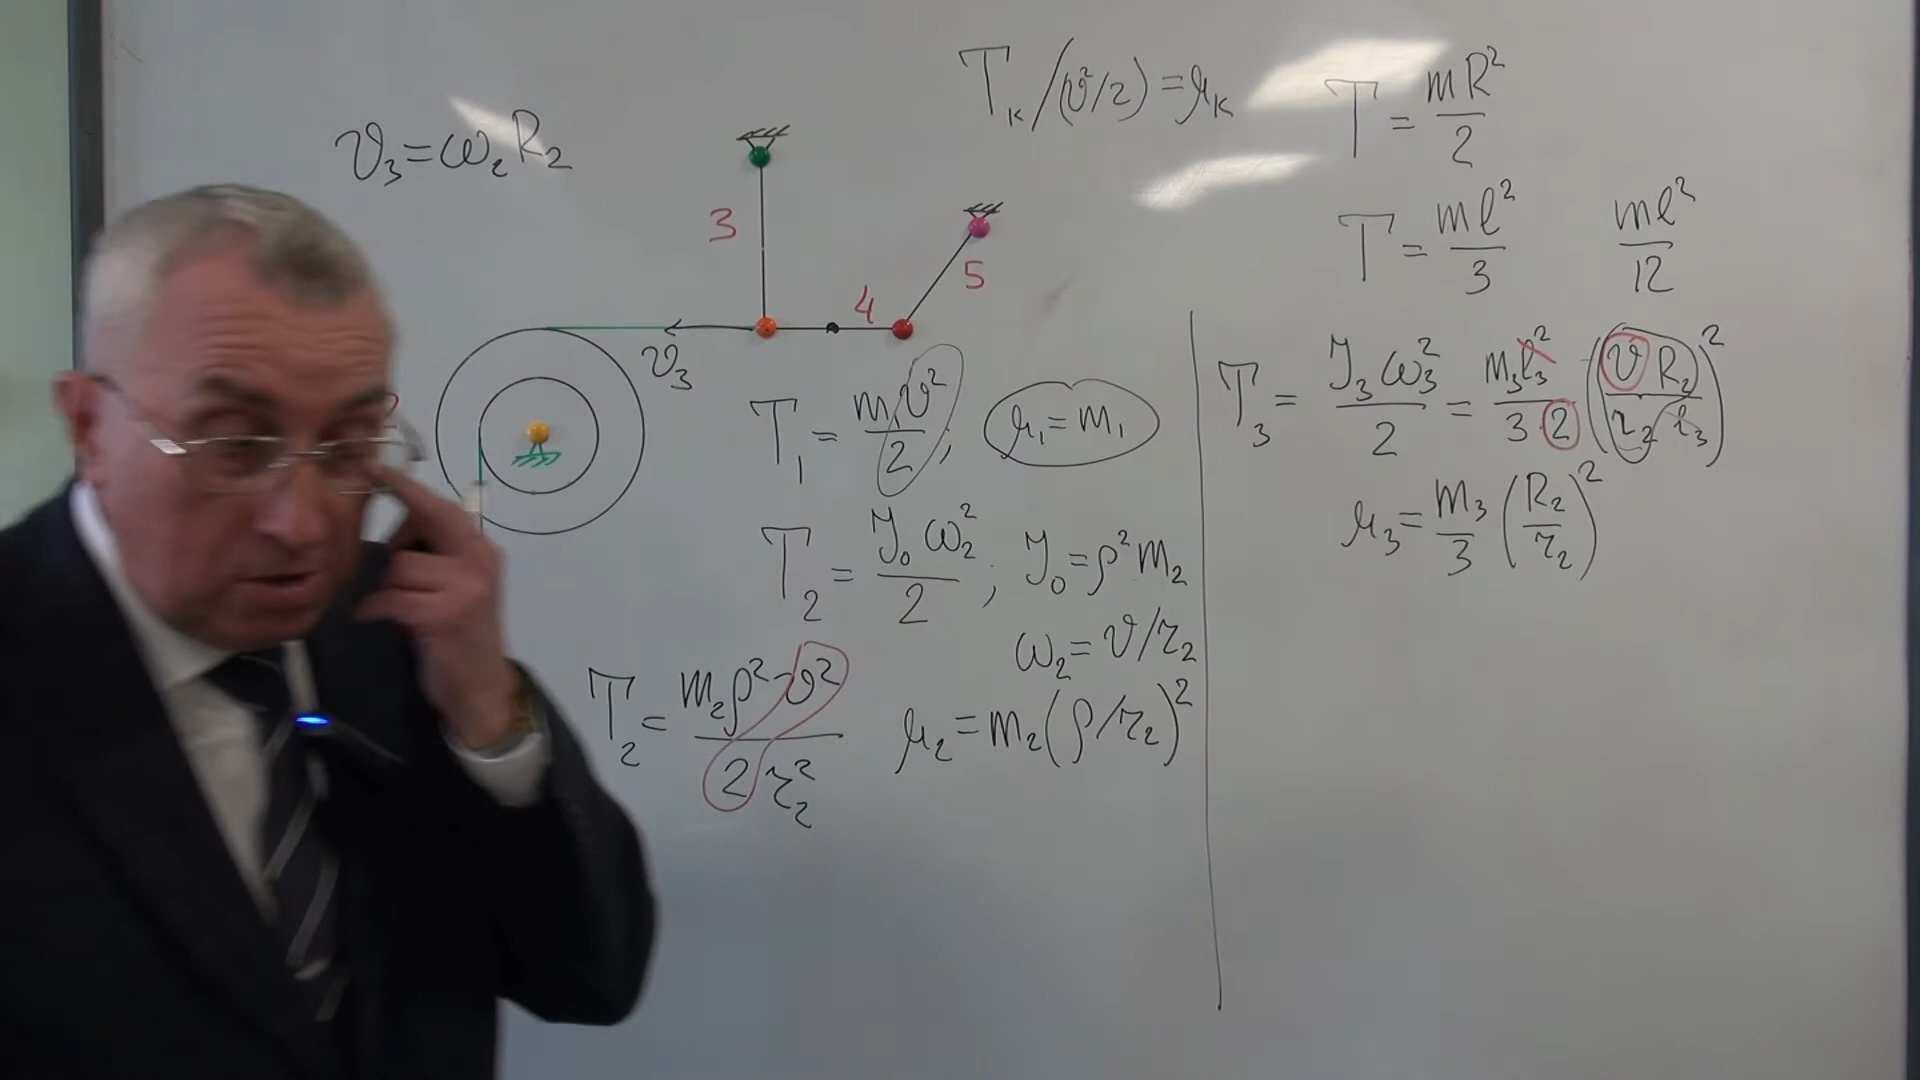 T_к/(v²/2) = μ_к
T = mR²/2
v₃ = ω₂R₂
T = ml²/3   ml²/12
3
5
4
v₃
T₁ = m₁v²/2 ; μ₁ = m₁
T₂ = J₀ω₂²/2 ; J₀ = ρ²m₂
ω₂ = v/r₂
T₂ = m₂ρ²v²/2r₂²   μ₂ = m₂(ρ/r₂)²
T₃ = J₃ω₃²/2 = m₃l₃²/3·2 (vR₂/r₂l₃)²
μ₃ = m₃/3 (R₂/r₂)²